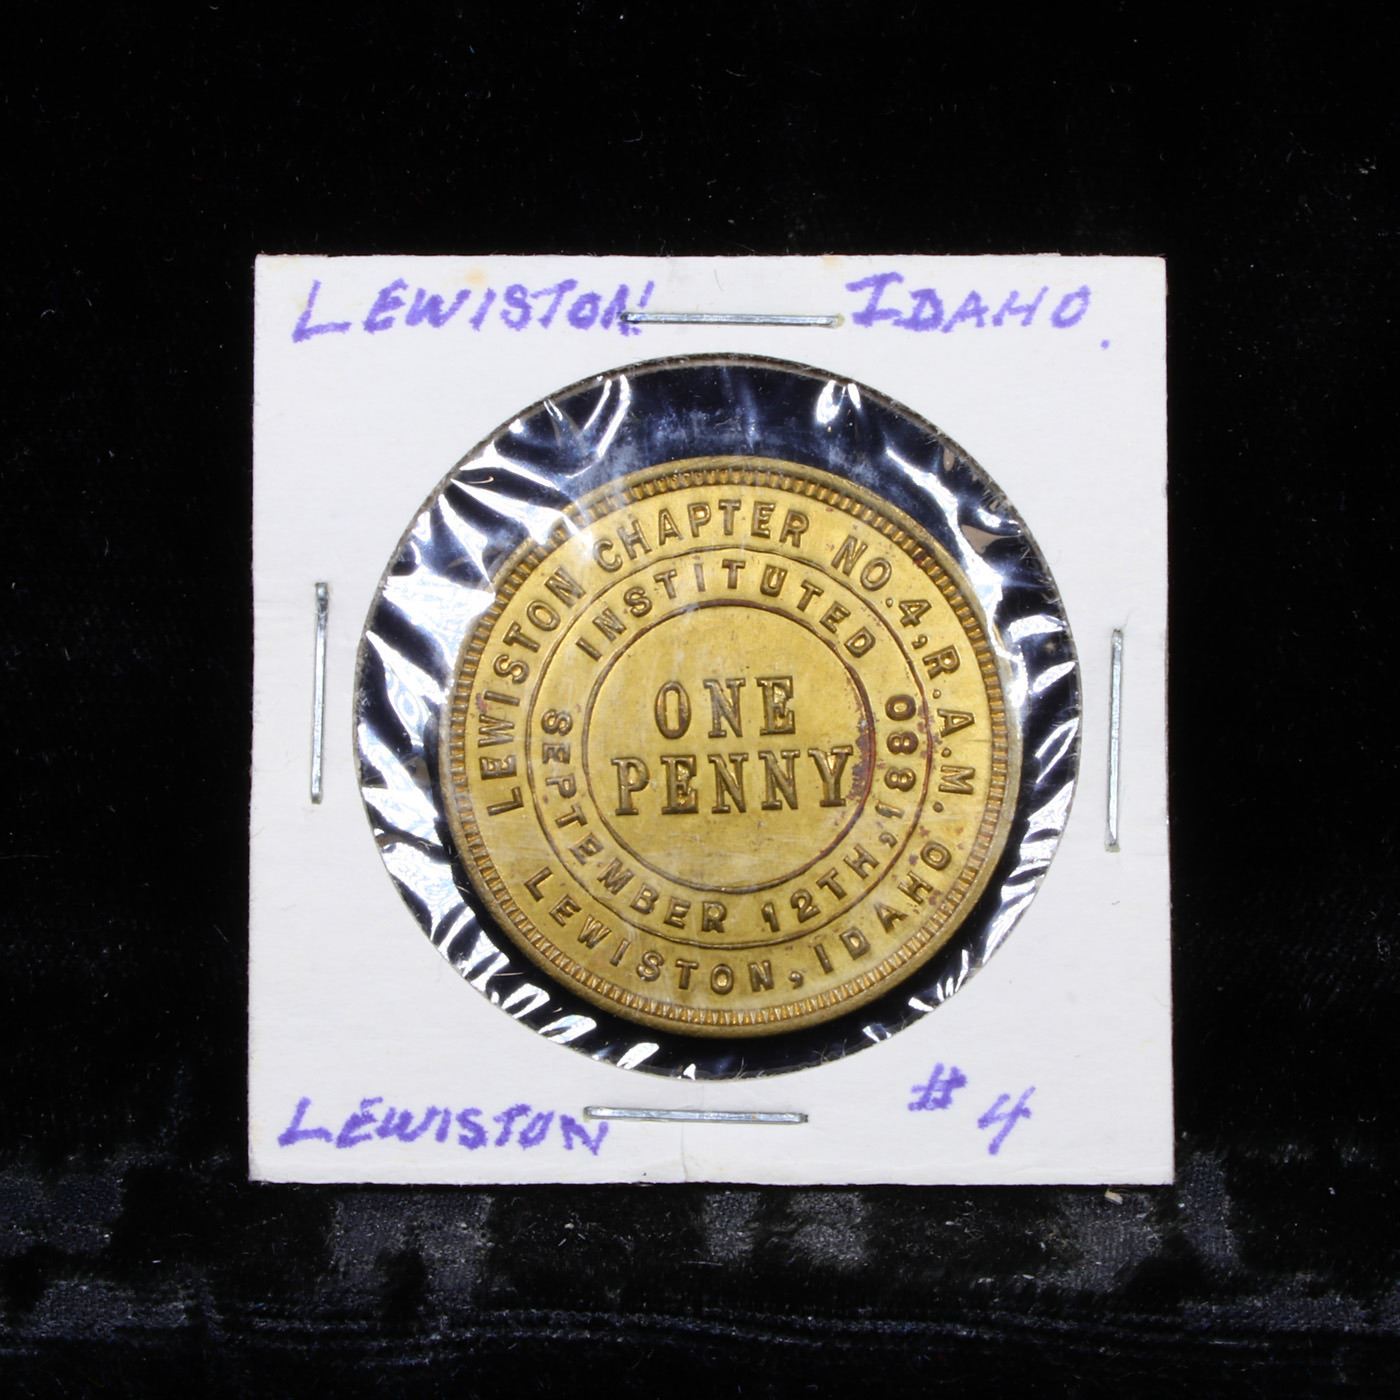 LEWISTON IDAHO.
LEWISTON CHAPTER NO. 4, R.A.M.
INSTITUTED
ONE
PENNY
SEPTEMBER 12TH, 1880
LEWISTON, IDAHO
LEWISTON #4